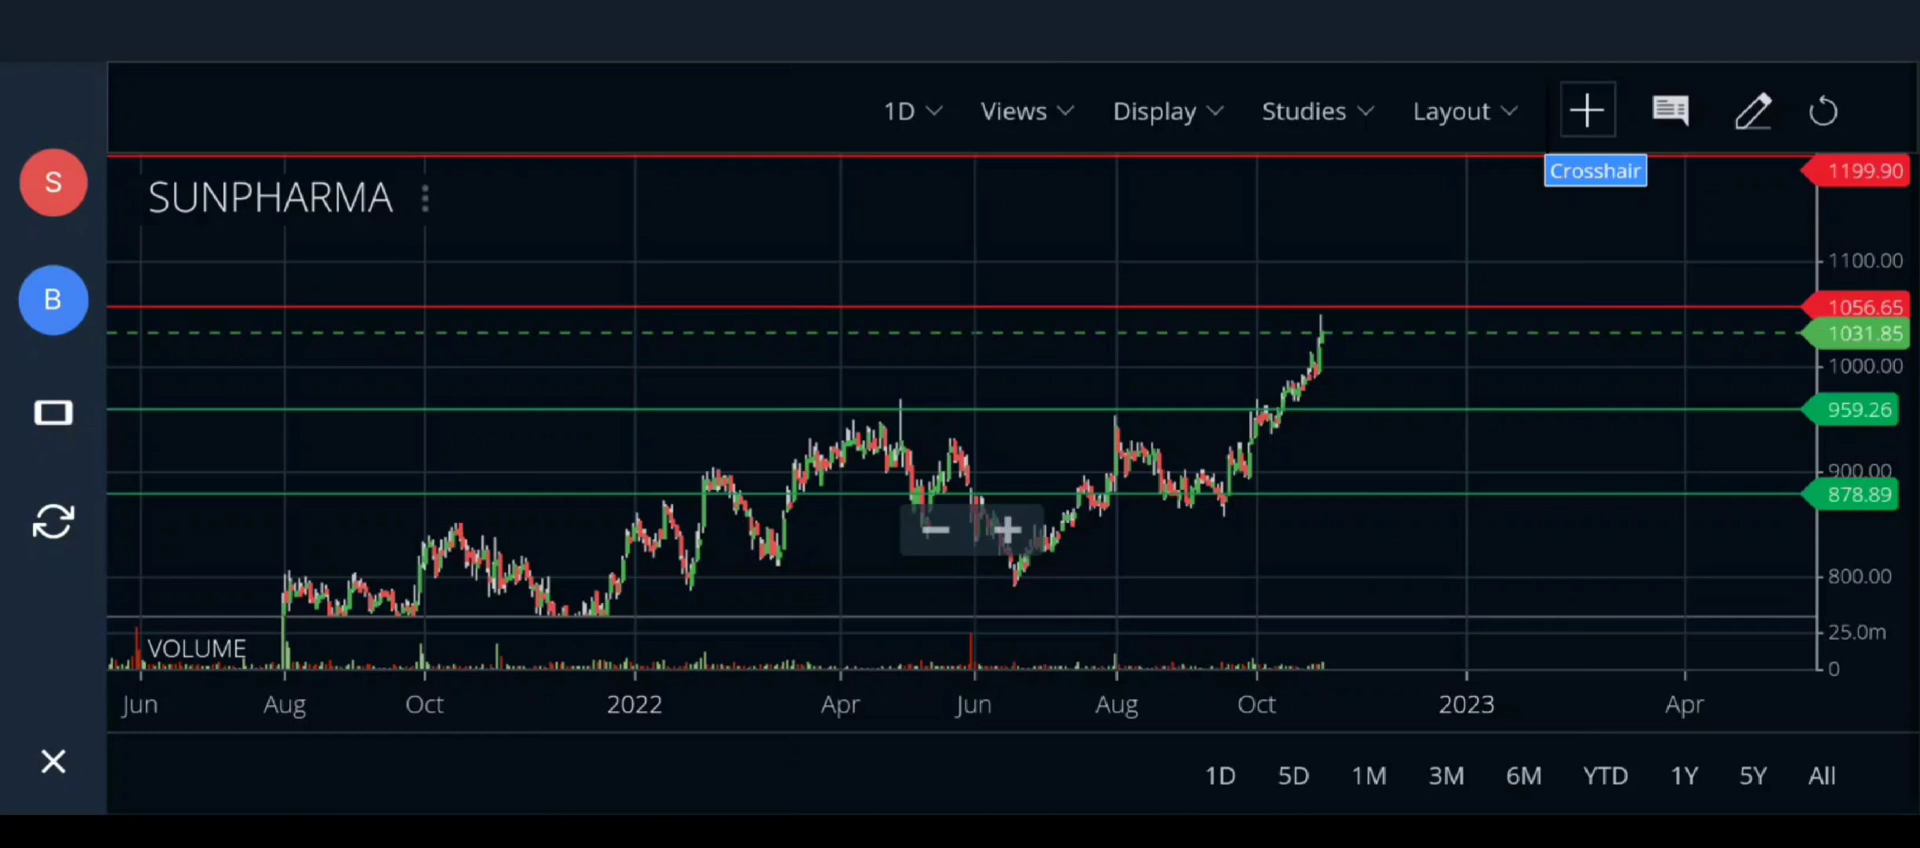 1D Views Display Studies Layout
Crosshair
S
SUNPHARMA
1199.90
1100.00
B
1056.65
1031.85
1000.00
959.26
900.00
878.89
800.00
VOLUME
25.0m
0
Jun Aug Oct 2022 Apr Jun Aug Oct 2023 Apr
1D 5D 1M 3M 6M YTD 1Y 5Y All